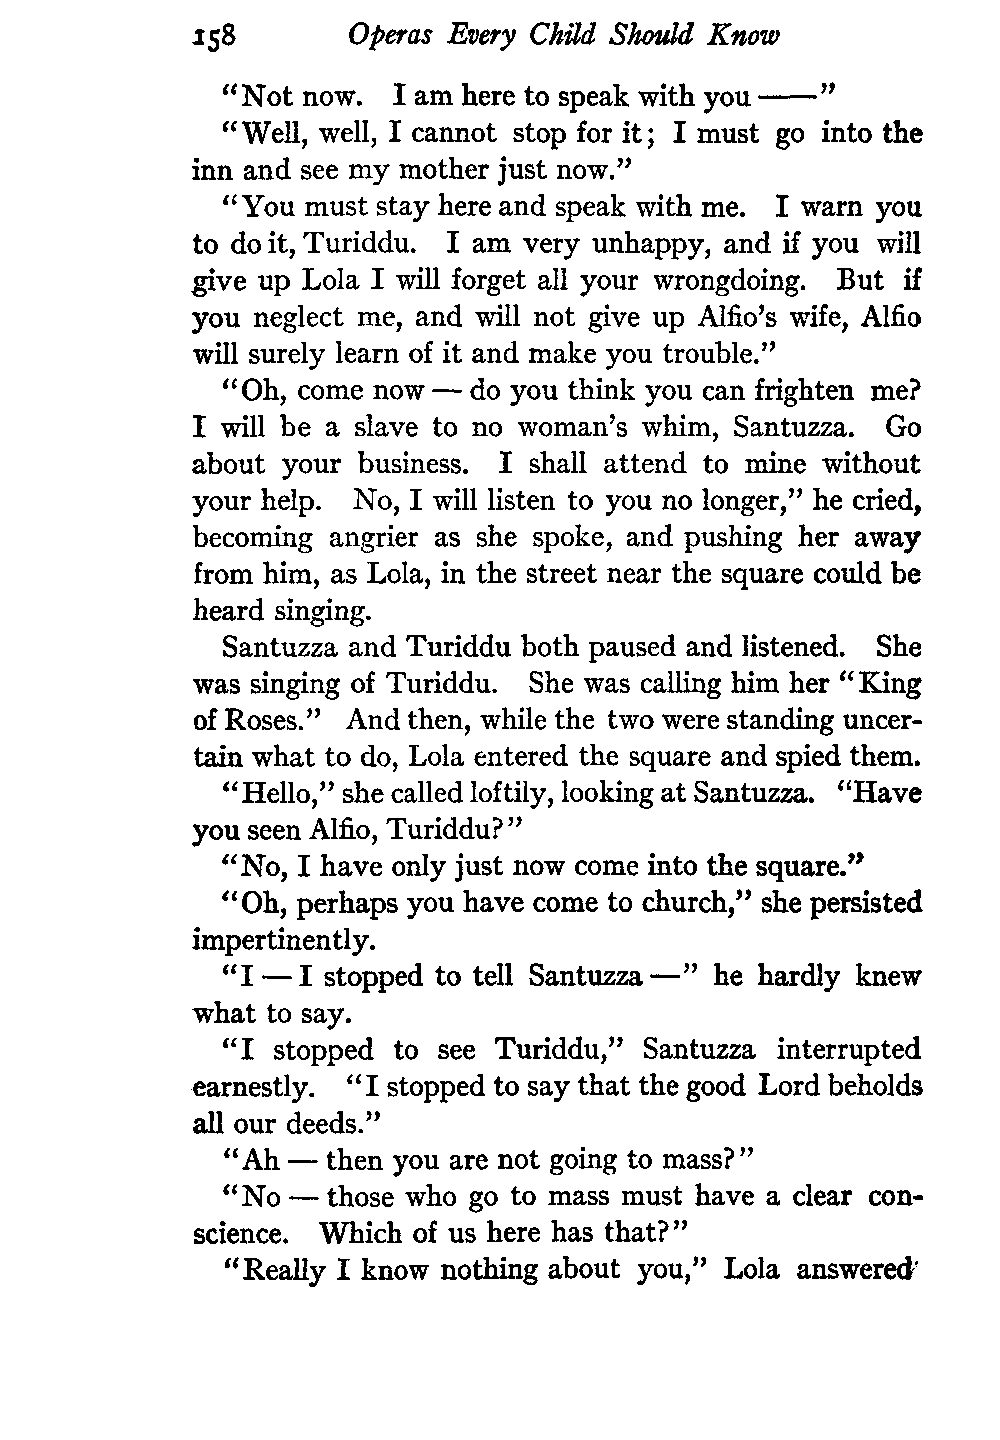 158 Operas Every Child Should Know
"Not now. I am here to speak with you ——"
"Well, well, I cannot stop for it; I must go into the
inn and see my mother just now."
"You must stay here and speak with me. I warn you
to do it, Turiddu. I am very unhappy, and if you will
give up Lola I will forget all your wrongdoing. But if
you neglect me, and will not give up Alfio's wife, Alfio
will surely learn of it and make you trouble."
"Oh, come now — do you think you can frighten me?
I will be a slave to no woman's whim, Santuzza. Go
about your business. I shall attend to mine without
your help. No, I will listen to you no longer," he cried,
becoming angrier as she spoke, and pushing her away
from him, as Lola, in the street near the square could be
heard singing.
Santuzza and Turiddu both paused and listened. She
was singing of Turiddu. She was calling him her "King
of Roses." And then, while the two were standing uncer-
tain what to do, Lola entered the square and spied them.
"Hello," she called loftily, looking at Santuzza. "Have
you seen Alfio, Turiddu?"
"No, I have only just now come into the square."
"Oh, perhaps you have come to church," she persisted
impertinently.
"I — I stopped to tell Santuzza —" he hardly knew
what to say.
"I stopped to see Turiddu," Santuzza interrupted
earnestly. "I stopped to say that the good Lord beholds
all our deeds."
"Ah — then you are not going to mass?"
"No — those who go to mass must have a clear con-
science. Which of us here has that?"
"Really I know nothing about you," Lola answered